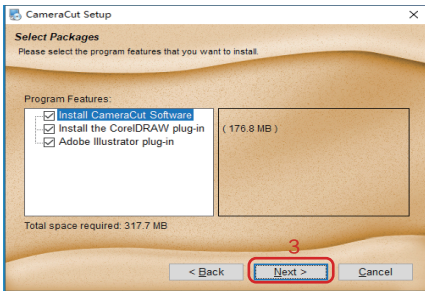 CameraCut Setup
Select Packages
Please select the program features that you want to install.
Program Features:
Install CameraCut Software
Install the CorelDRAW plug-in
Adobe Illustrator plug-in
( 176.8 MB )
Total space required: 317.7 MB
3
< Back Next > Cancel